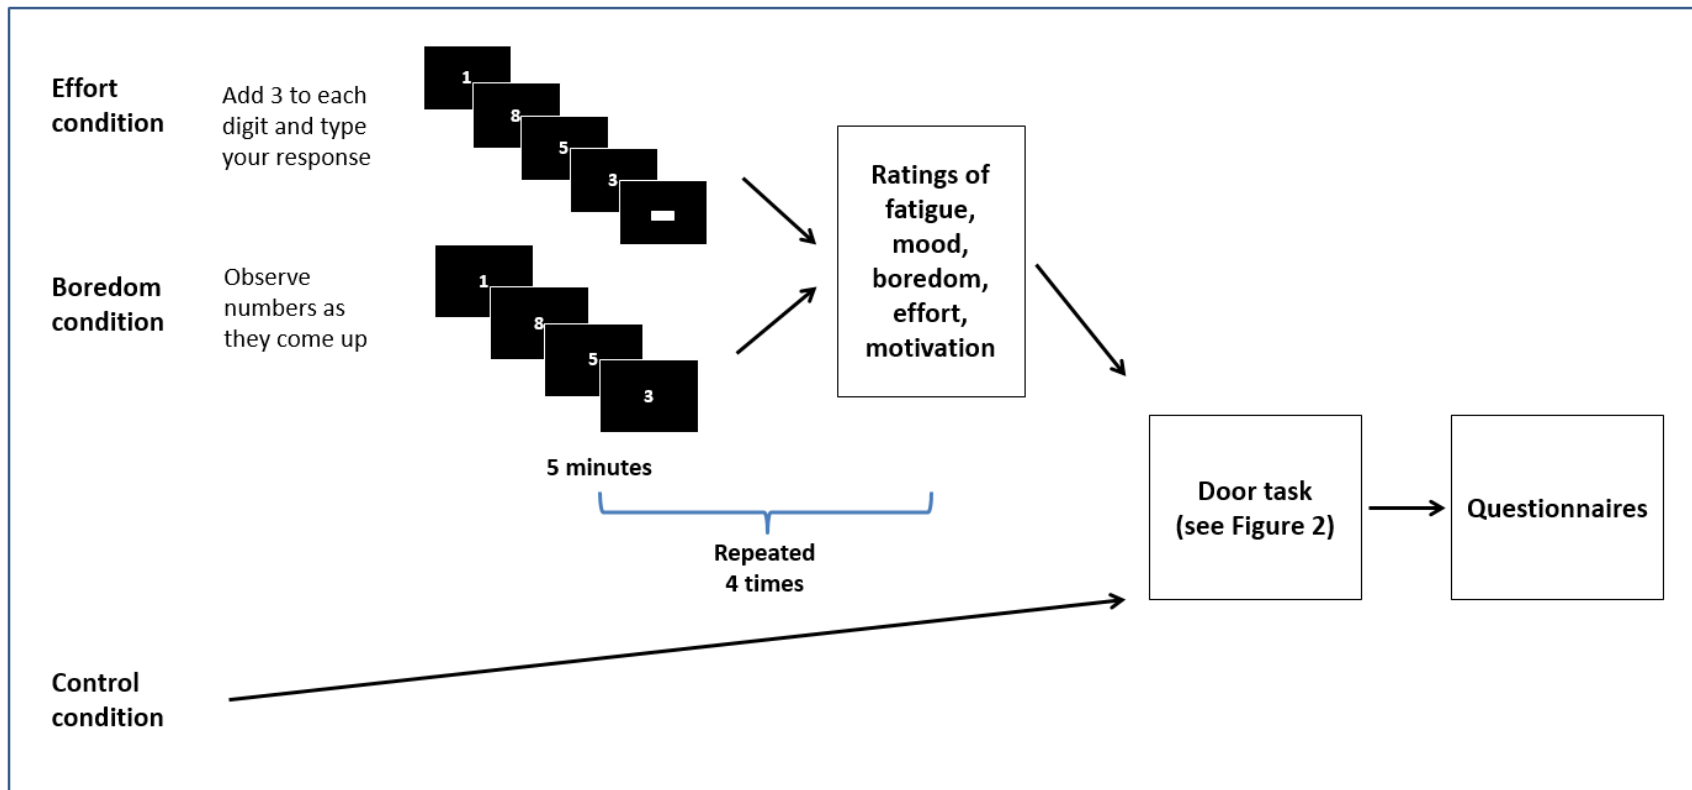 Effort
condition
Add 3 to each
digit and type
your response
1
8
5
3
Boredom
condition
Observe
numbers as
they come up
1
8
5
3
5 minutes
Repeated
4 times
Ratings of
fatigue,
mood,
boredom,
effort,
motivation
Control
condition
Door task
(see Figure 2)
Questionnaires